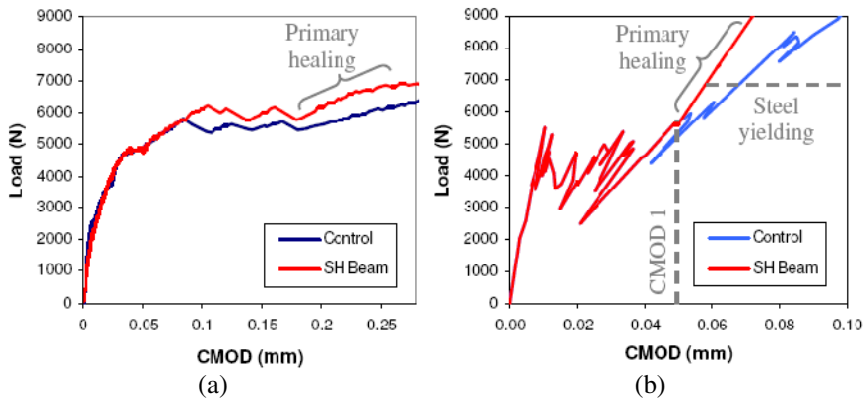 9000
8000
7000
6000
5000
4000
3000
2000
1000
0
Load (N)
Primary
healing
Control
SH Beam
0 0.05 0.1 0.15 0.2 0.25
CMOD (mm)
(a)
9000
8000
7000
6000
5000
4000
3000
2000
1000
0
Load (N)
Primary
healing
Steel
yielding
CMOD 1
Control
SH Beam
0.00 0.02 0.04 0.06 0.08 0.10
CMOD (mm)
(b)